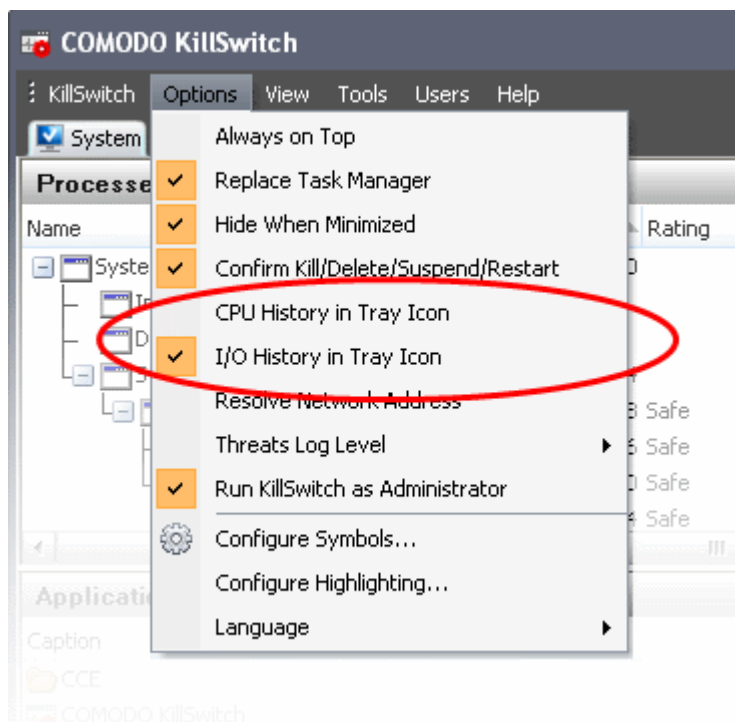 COMODO KillSwitch
KillSwitch Options View Tools Users Help
System
Always on Top
Replace Task Manager
Name
Hide When Minimized
Rating
Confirm Kill/Delete/Suspend/Restart
CPU History in Tray Icon
I/O History in Tray Icon
Resolve Network Address
Safe
Threats Log Level
Safe
Run KillSwitch as Administrator
Safe
Safe
Configure Symbols...
Configure Highlighting...
Language
Caption
CCE
COMODO KillSwitch